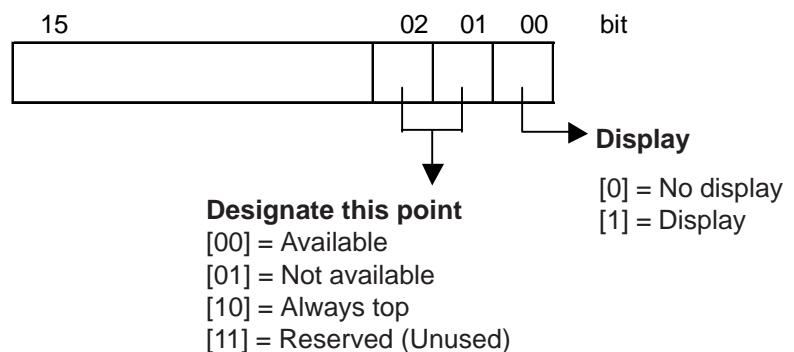 15 02 01 00 bit
Display
[0] = No display
[1] = Display
Designate this point
[00] = Available
[01] = Not available
[10] = Always top
[11] = Reserved (Unused)